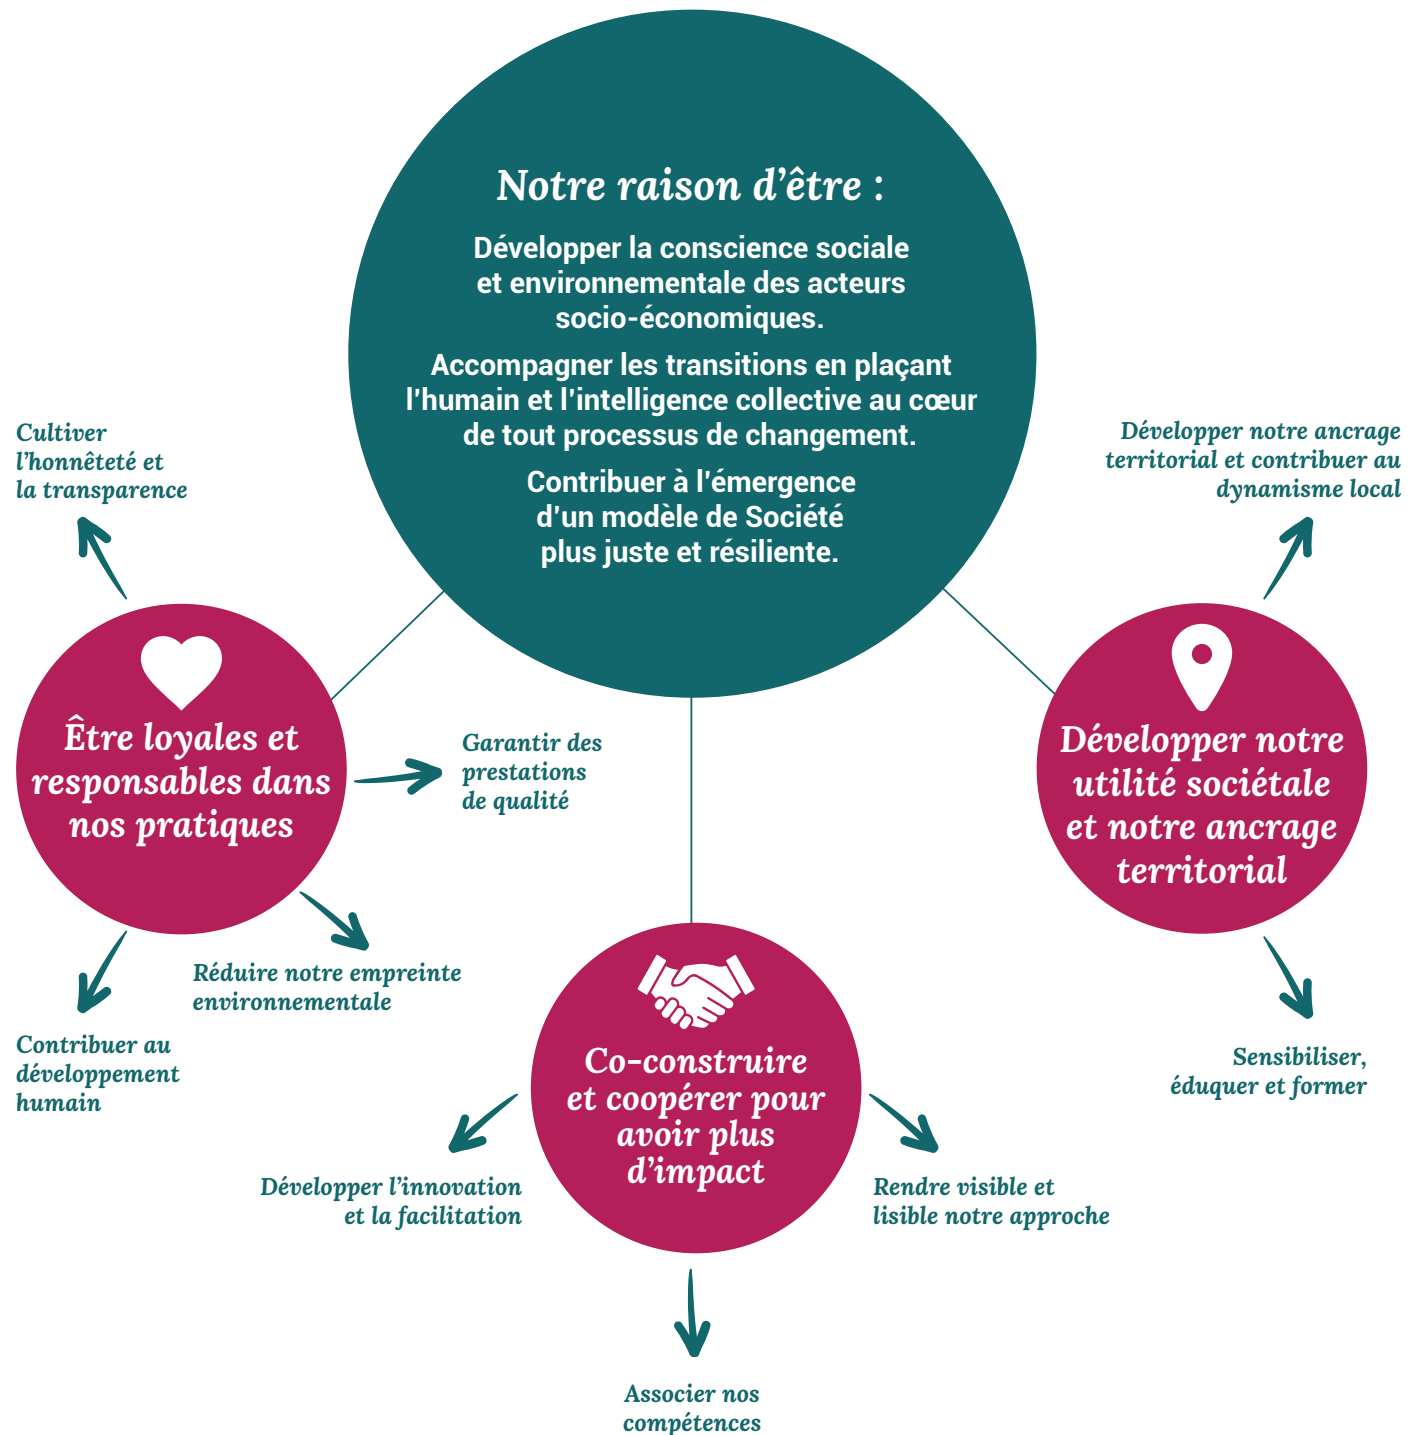 Notre raison d’être :
Développer la conscience sociale
et environnementale des acteurs
socio-économiques.
Accompagner les transitions en plaçant
l'humain et l'intelligence collective au cœur
de tout processus de changement.
Contribuer à l'émergence
d'un modèle de Société
plus juste et résiliente.
Cultiver
l’honnêteté et
la transparence
Être loyales et
responsables dans
nos pratiques
Garantir des
prestations
de qualité
Réduire notre empreinte
environnementale
Contribuer au
développement
humain
Co-construire
et coopérer pour
avoir plus
d’impact
Développer l’innovation
et la facilitation
Associer nos
compétences
Rendre visible et
lisible notre approche
Développer notre ancrage
territorial et contribuer au
dynamisme local
Développer notre
utilité sociétale
et notre ancrage
territorial
Sensibiliser,
éduquer et former